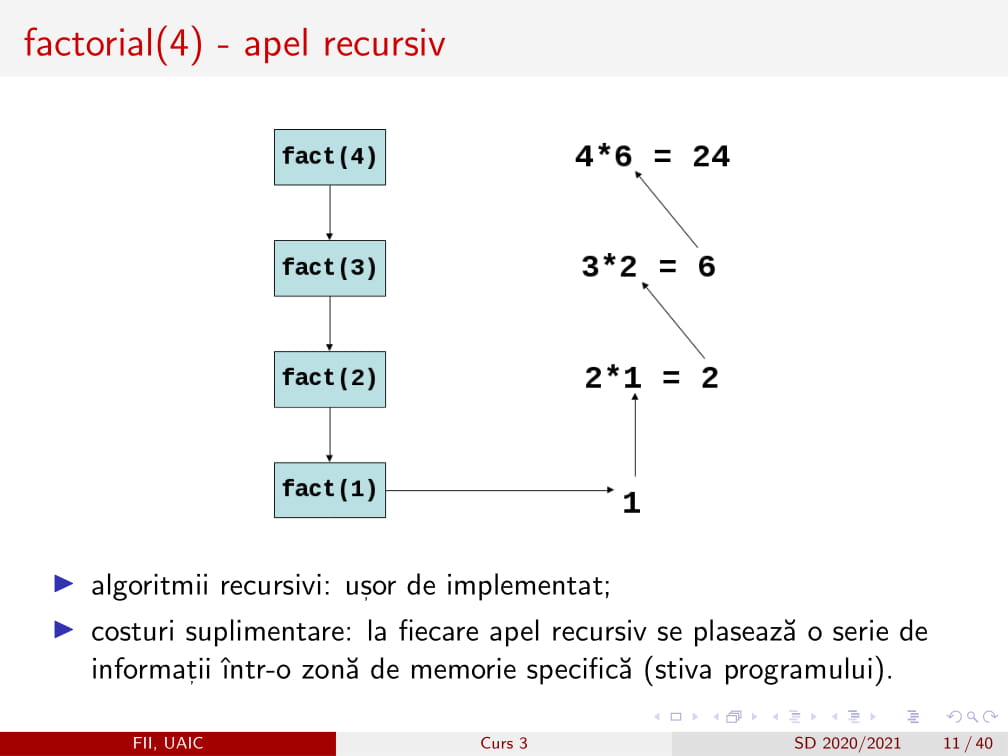 factorial(4) - apel recursiv
fact(4)
4*6 = 24
fact(3)
3*2 = 6
fact(2)
2*1 = 2
fact(1)
1
algoritmii recursivi: ușor de implementat;
costuri suplimentare: la fiecare apel recursiv se plasează o serie de
informații într-o zonă de memorie specifică (stiva programului).
FII, UAIC
Curs 3
SD 2020/2021
11 / 40